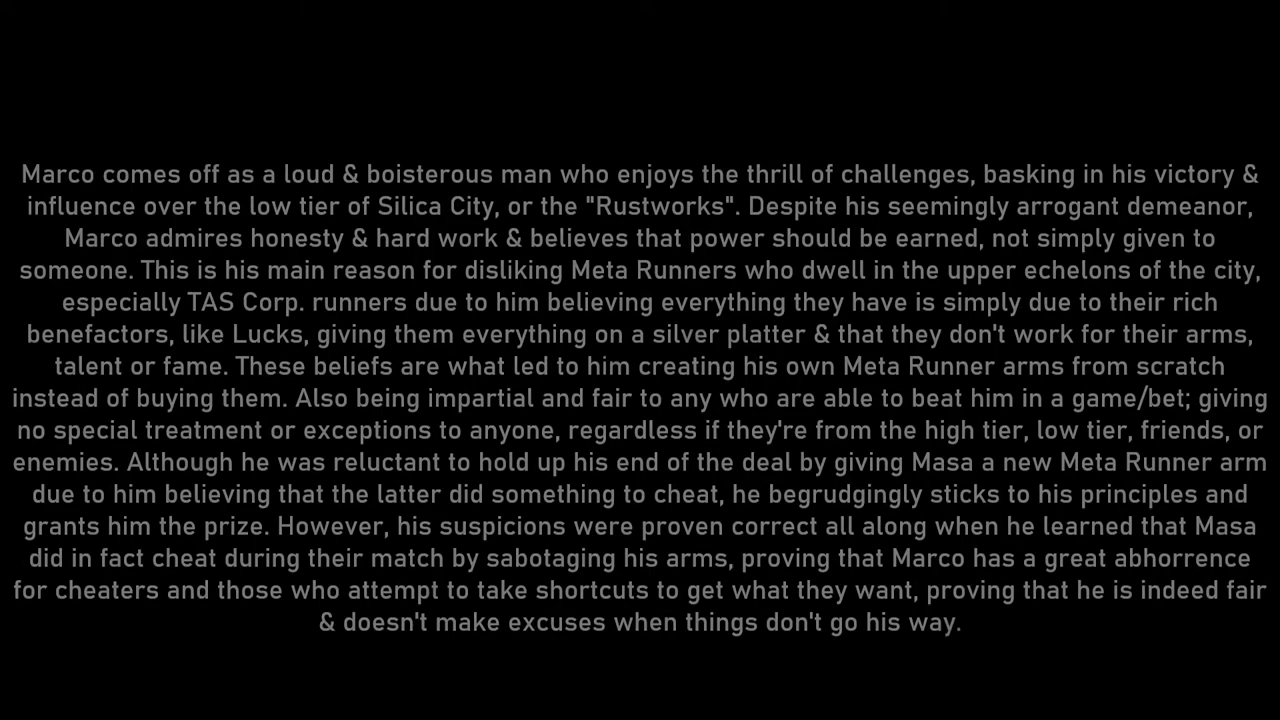 Marco comes off as a loud & boisterous man who enjoys the thrill of challenges, basking in his victory &
influence over the low tier of Silica City, or the "Rustworks". Despite his seemingly arrogant demeanor,
Marco admires honesty & hard work & believes that power should be earned, not simply given to
someone. This is his main reason for disliking Meta Runners who dwell in the upper echelons of the city,
especially TAS Corp. runners due to him believing everything they have is simply due to their rich
benefactors, like Lucks, giving them everything on a silver platter & that they don't work for their arms,
talent or fame. These beliefs are what led to him creating his own Meta Runner arms from scratch
instead of buying them. Also being impartial and fair to any who are able to beat him in a game/bet; giving
no special treatment or exceptions to anyone, regardless if they're from the high tier, low tier, friends, or
enemies. Although he was reluctant to hold up his end of the deal by giving Masa a new Meta Runner arm
due to him believing that the latter did something to cheat, he begrudgingly sticks to his principles and
grants him the prize. However, his suspicions were proven correct all along when he learned that Masa
did in fact cheat during their match by sabotaging his arms, proving that Marco has a great abhorrence
for cheaters and those who attempt to take shortcuts to get what they want, proving that he is indeed fair
& doesn't make excuses when things don't go his way.